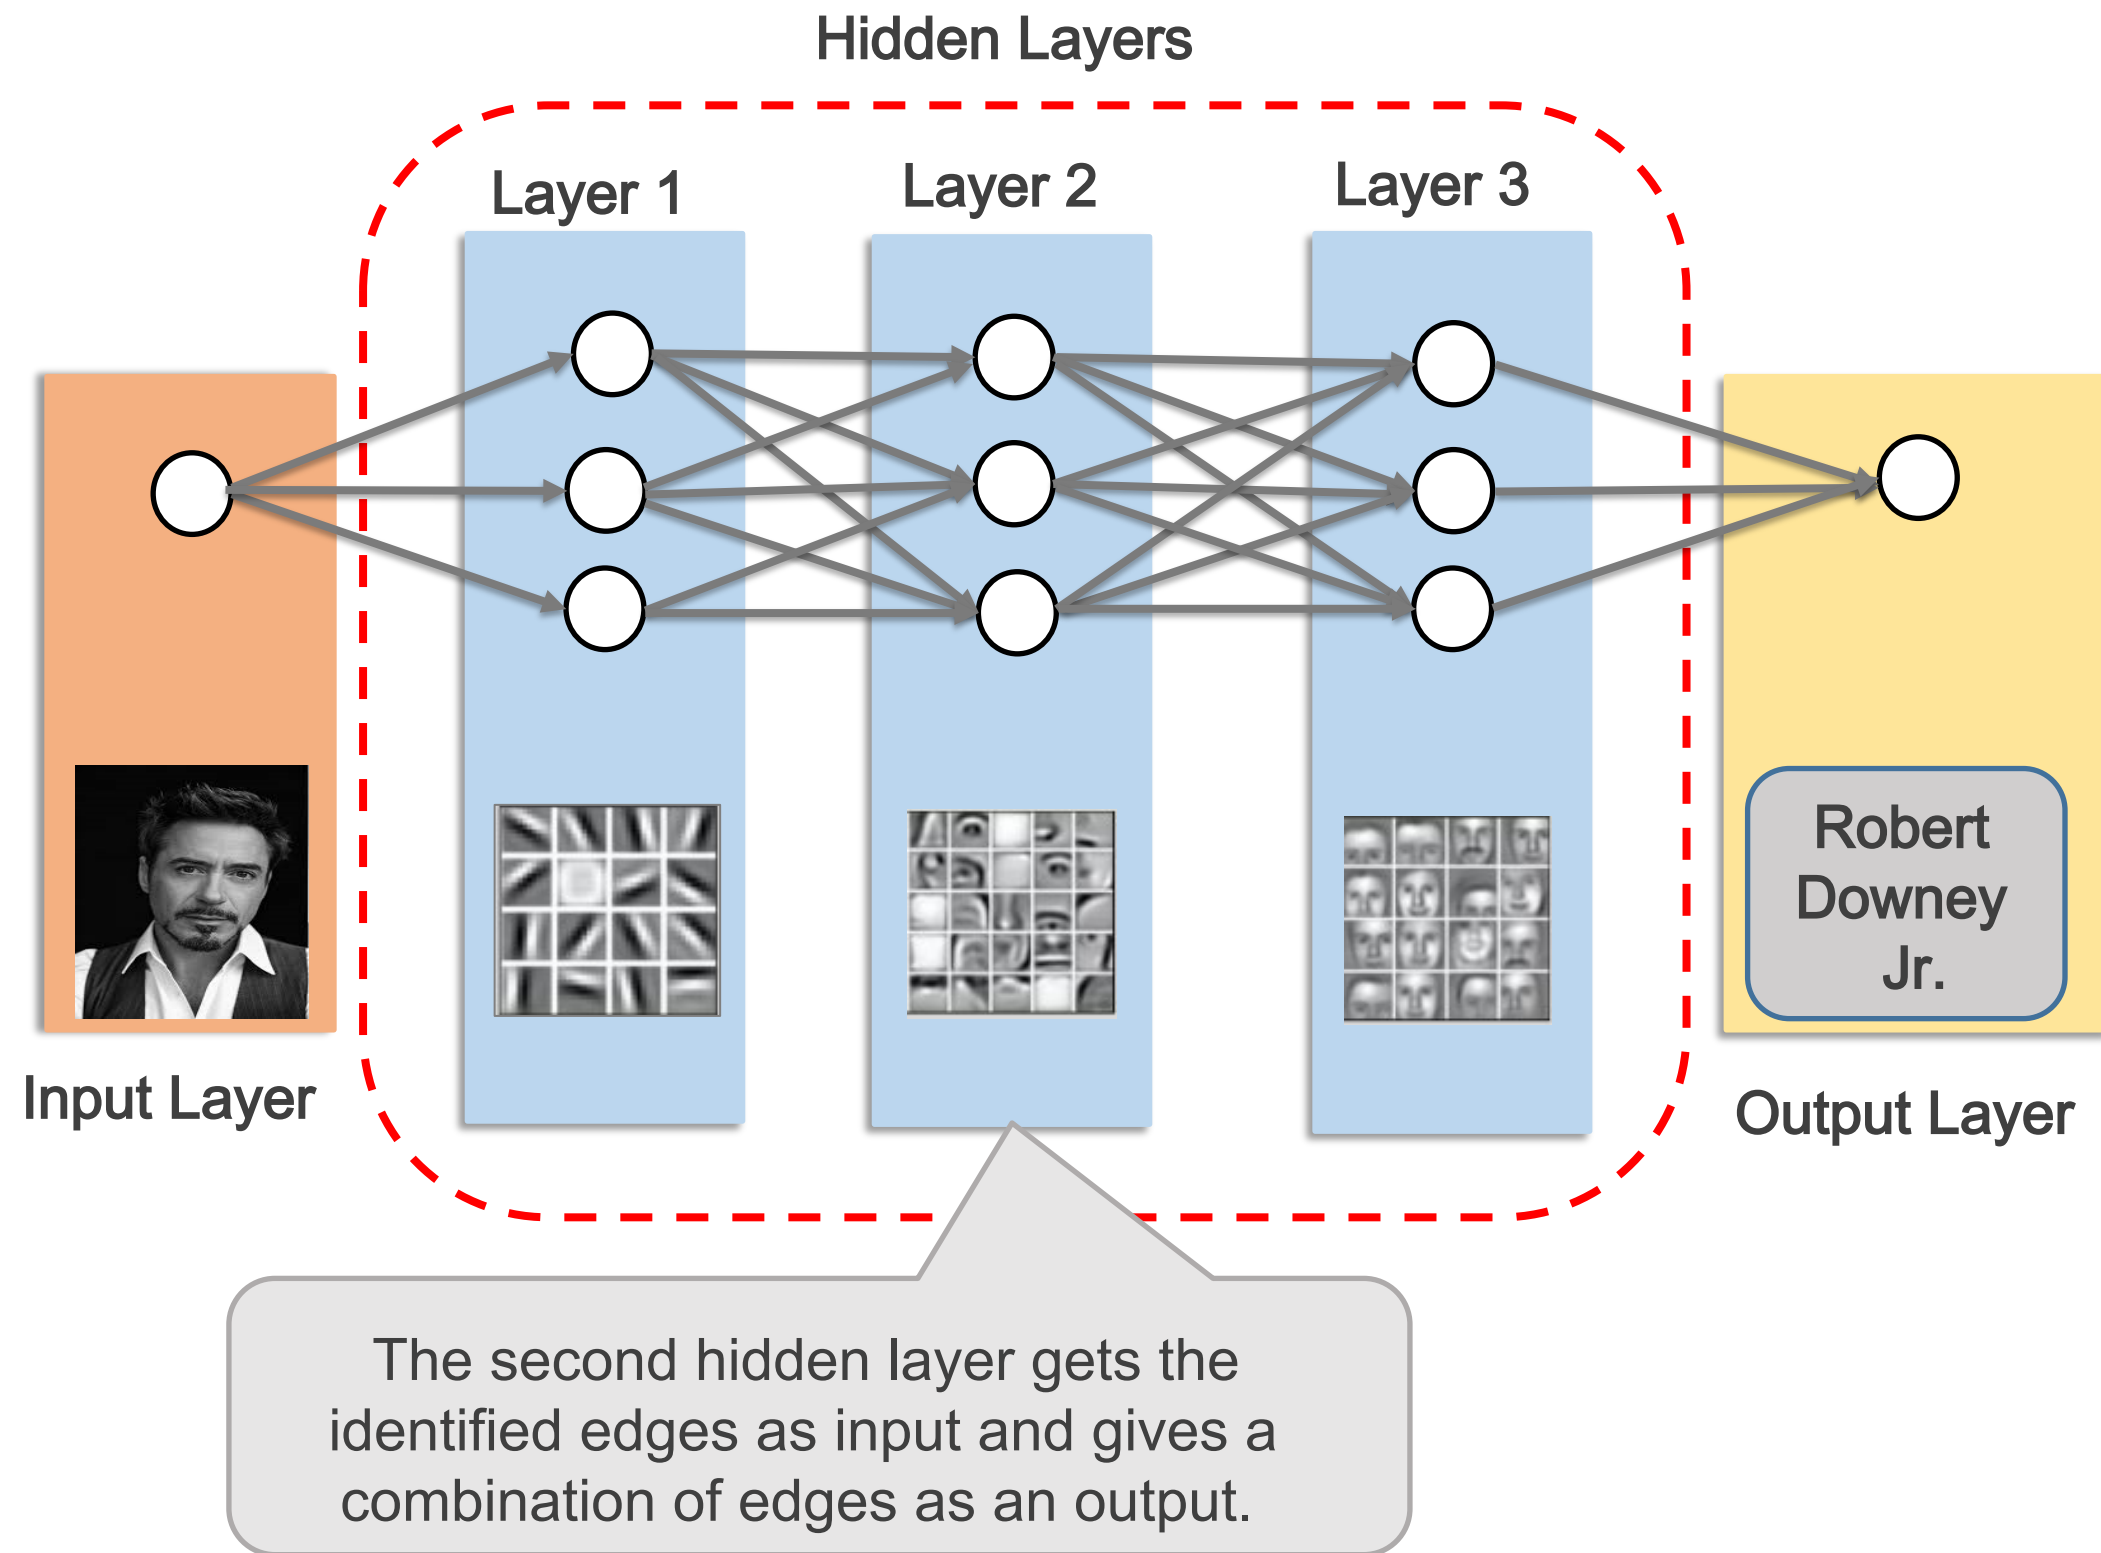 Hidden Layers
Layer 1
Layer 2
Layer 3
Input Layer
Robert
Downey
Jr.
Output Layer
The second hidden layer gets the
identified edges as input and gives a
combination of edges as an output.